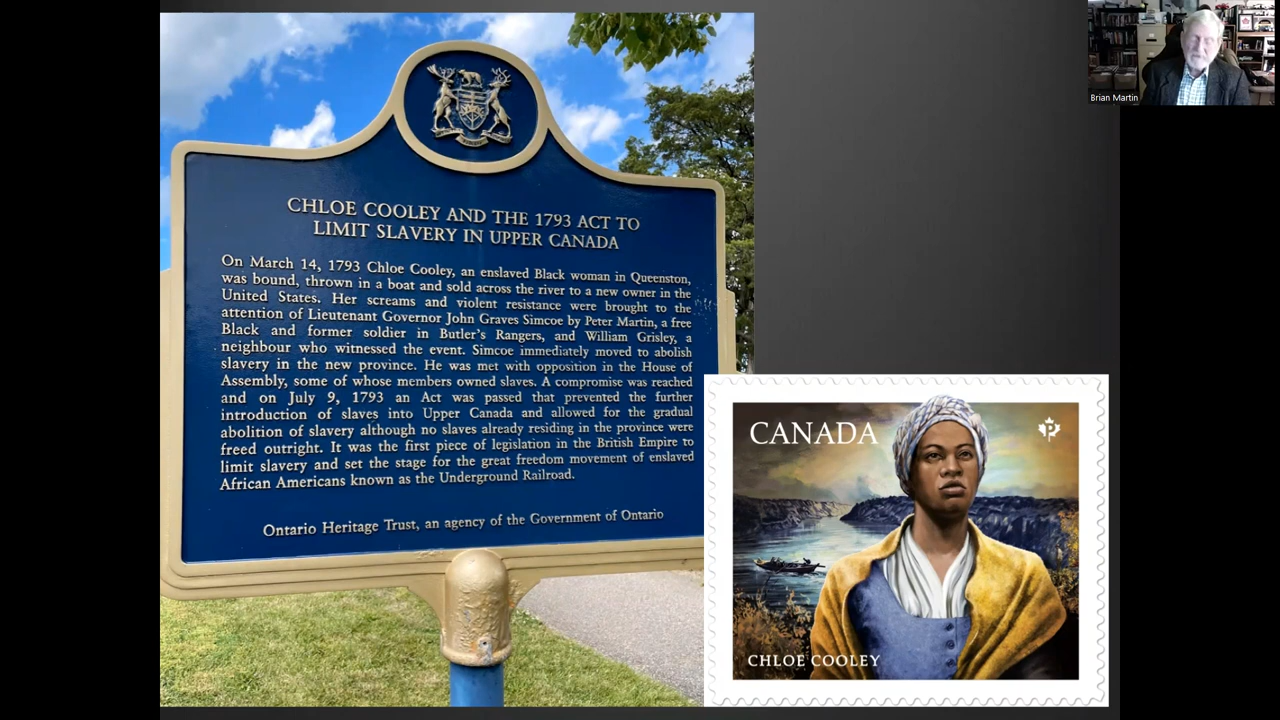 CHLOE COOLEY AND THE 1793 ACT TO
LIMIT SLAVERY IN UPPER CANADA
On March 14, 1793 Chloe Cooley, an enslaved Black woman in Queenston,
was bound, thrown in a boat and sold across the river to a new owner in the
United States. Her screams and violent resistance were brought to the
attention of Lieutenant Governor John Graves Simcoe by Peter Martin, a free
Black and former soldier in Butler's Rangers, and William Grisley, a
neighbour who witnessed the event. Simcoe immediately moved to abolish
slavery in the new province. He was met with opposition in the House of
Assembly, some of whose members owned slaves. A compromise was reached
and on July 9, 1793 an Act was passed that prevented the further
introduction of slaves into Upper Canada and allowed for the gradual
abolition of slavery although no slaves already residing in the province were
freed outright. It was the first piece of legislation in the British Empire to
limit slavery and set the stage for the great freedom movement of enslaved
African Americans known as the Underground Railroad.
Ontario Heritage Trust, an agency of the Government of Ontario
CANADA
P
CHLOE COOLEY
Brian Martin